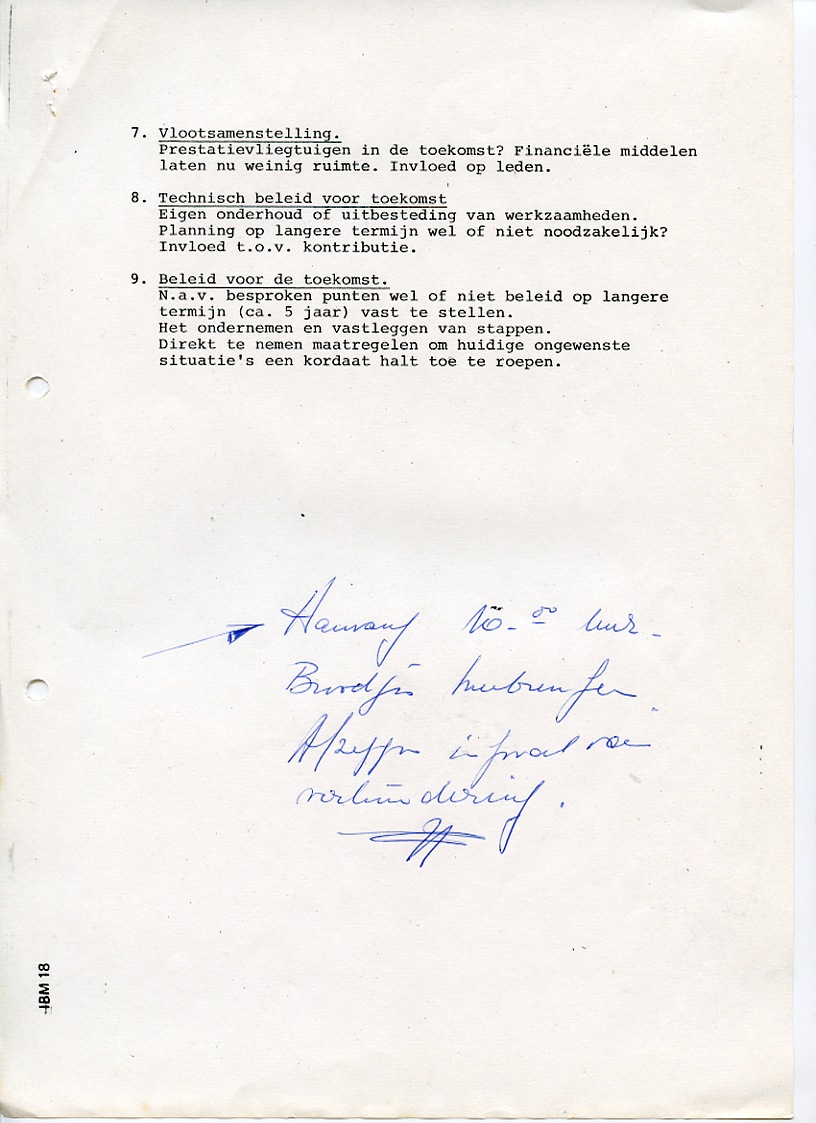 7. Vlootsamenstelling.
Prestatievliegtuigen in de toekomst? Financiële middelen
laten nu weinig ruimte. Invloed op leden.
8. Technisch beleid voor toekomst
Eigen onderhoud of uitbesteding van werkzaamheden.
Planning op langere termijn wel of niet noodzakelijk?
Invloed t.o.v. kontributie.
9. Beleid voor de toekomst.
N.a.v. besproken punten wel of niet beleid op langere
termijn (ca. 5 jaar) vast te stellen.
Het ondernemen en vastleggen van stappen.
Direkt te nemen maatregelen om huidige ongewenste
situatie's een kordaat halt toe te roepen.
Aanvang 10-00 uur
Broodjes meebrengen
Afzeggen in geval van
verhindering.
IBM 18